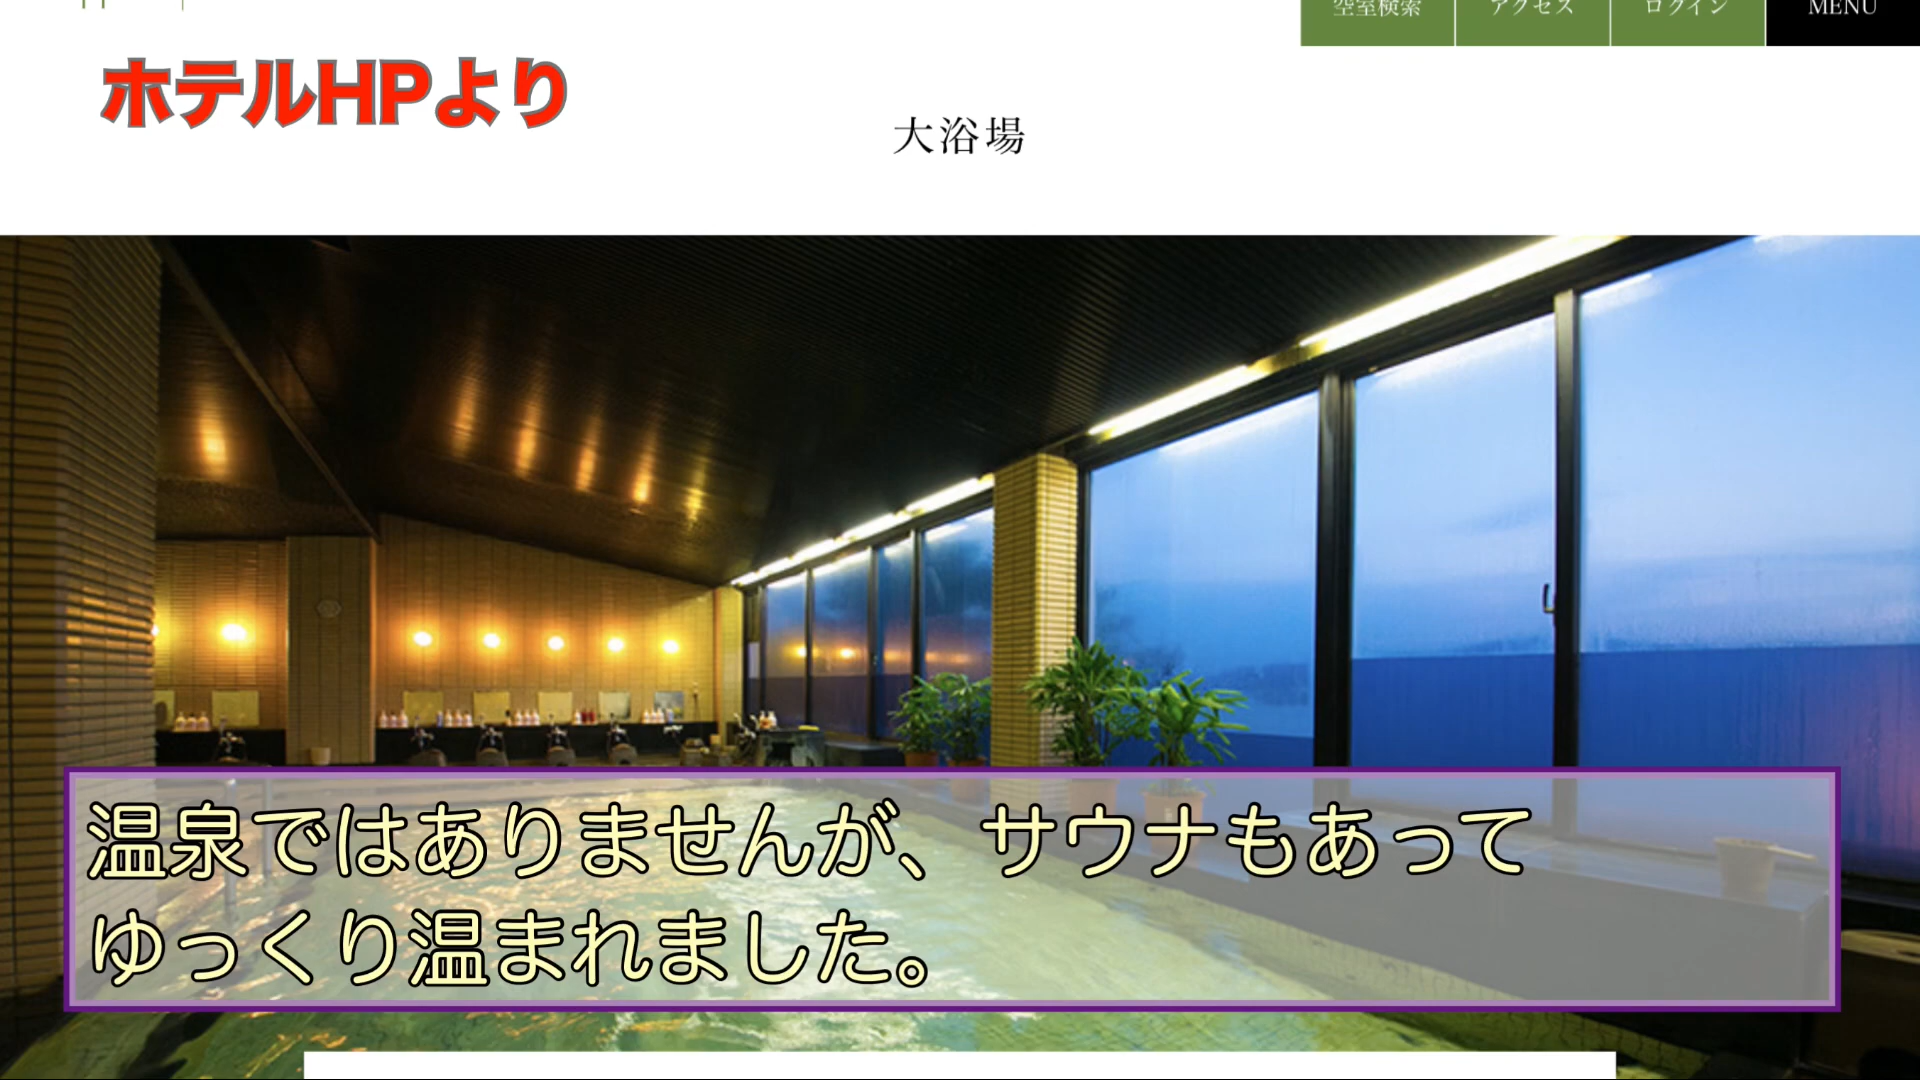 空室検索
アクセス
ログイン
MENU
ホテルHPより
大浴場
温泉ではありませんが、サウナもあって
ゆっくり温まれました。